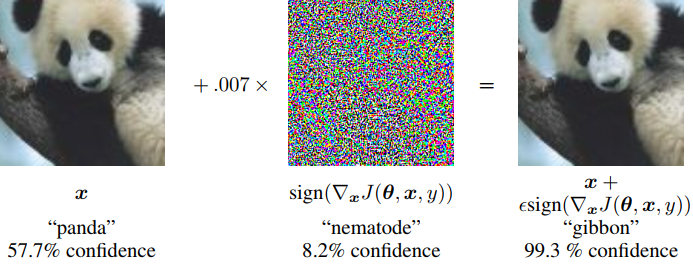 + .007 × =
x sign(∇ₓJ(θ, x, y)) x +
ϵsign(∇ₓJ(θ, x, y))
“panda” “nematode” “gibbon”
57.7% confidence 8.2% confidence 99.3 % confidence